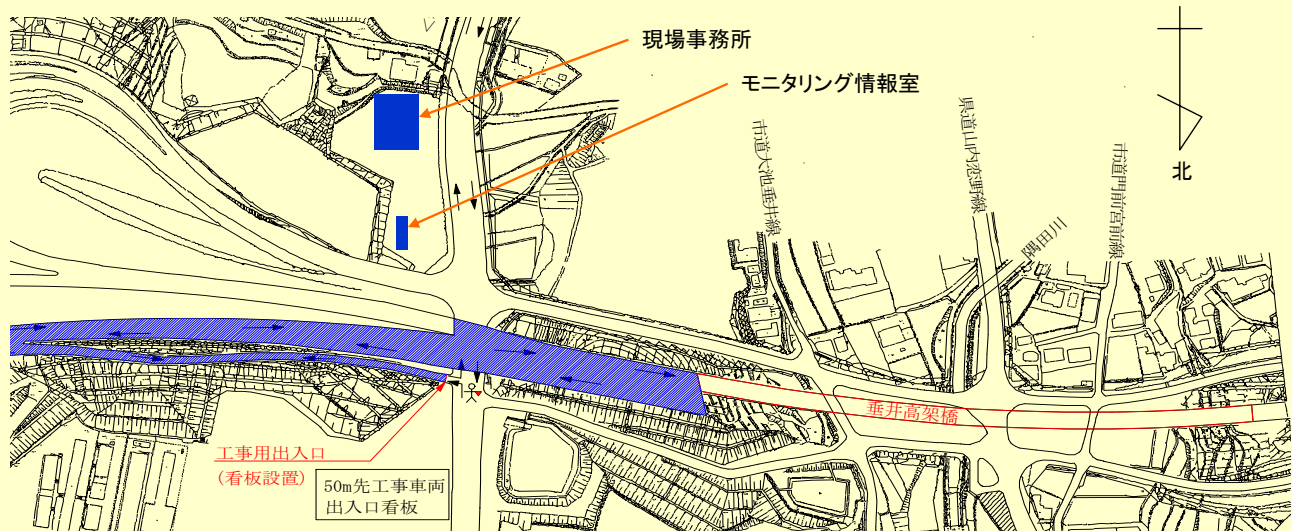 現場事務所
モニタリング情報室
北
市道大池垂井線
県道山内恋野線
隅田川
市道門前宮前線
垂井高架橋
工事用出入口
(看板設置)
50m先工事車両
出入口看板